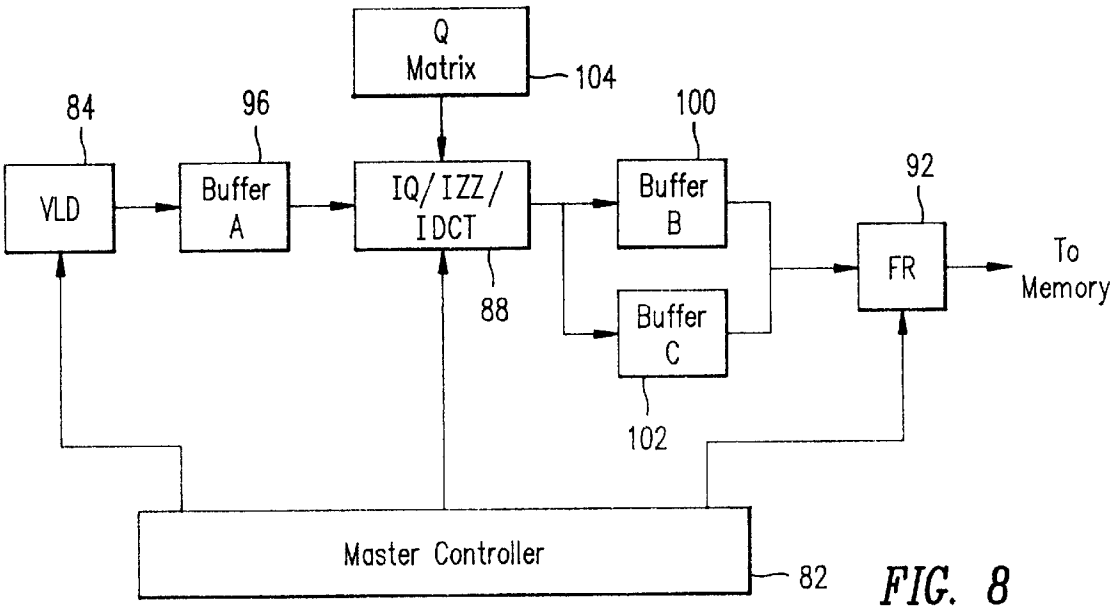 Q
Matrix
104
84
96
100
92
VLD
Buffer
A
IQ/IZZ/
IDCT
88
Buffer
B
FR
To
Memory
Buffer
C
102
Master Controller
82
FIG. 8